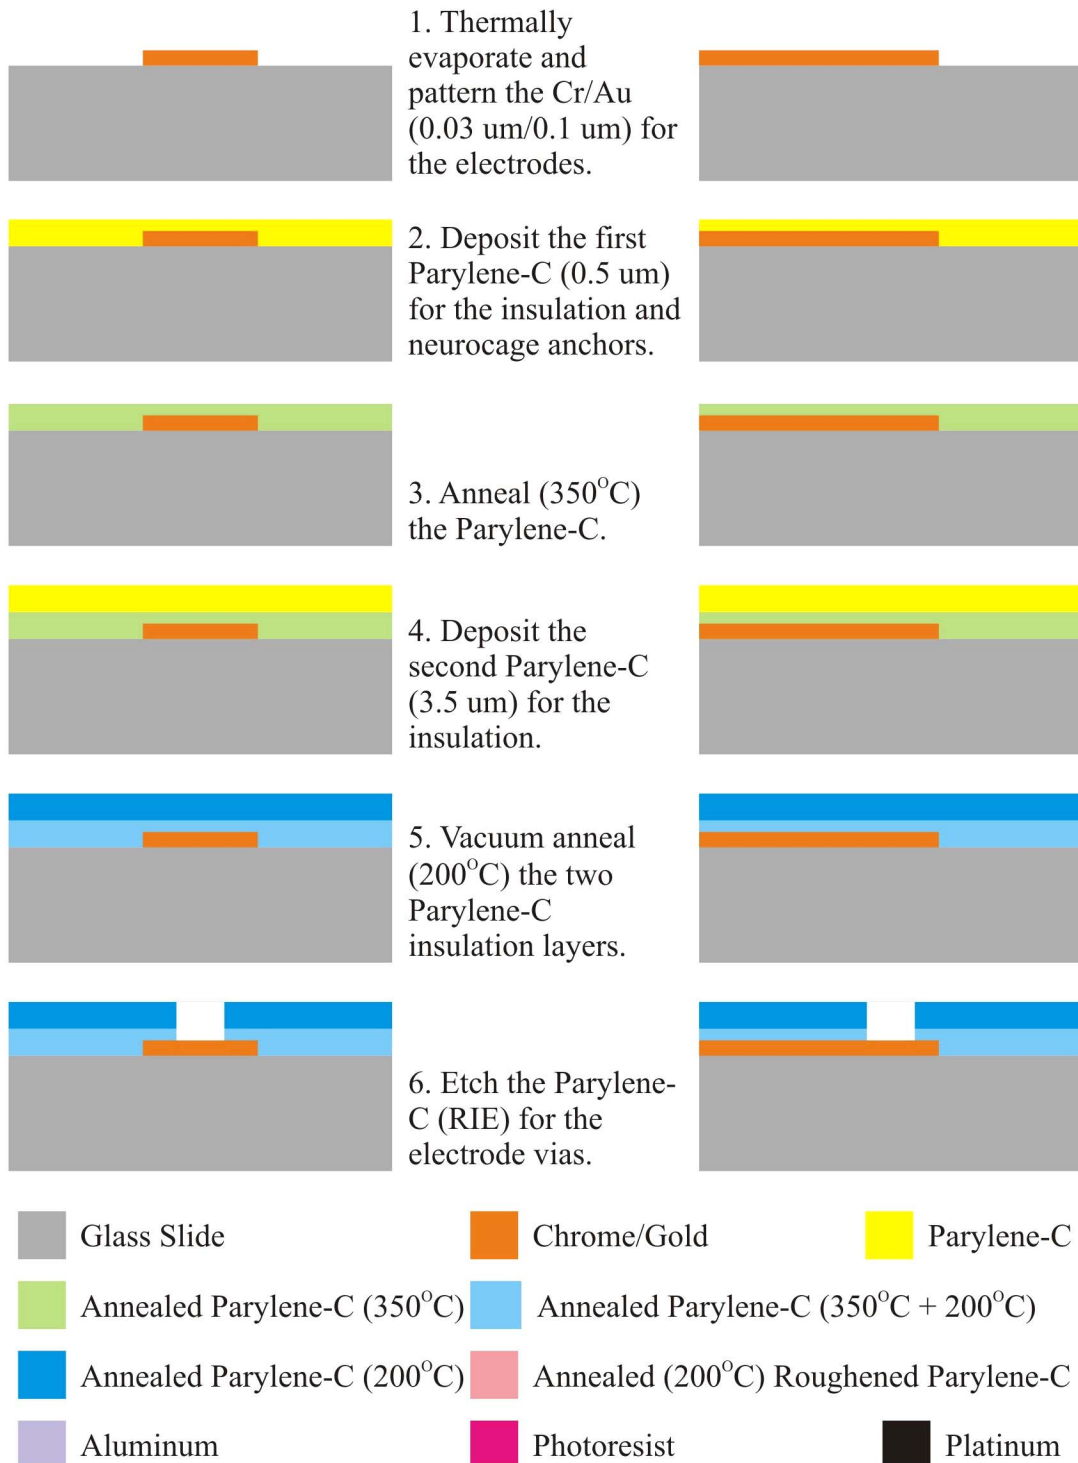 1. Thermally
evaporate and
pattern the Cr/Au
(0.03 um/0.1 um) for
the electrodes.
2. Deposit the first
Parylene-C (0.5 um)
for the insulation and
neurocage anchors.
3. Anneal (350°C)
the Parylene-C.
4. Deposit the
second Parylene-C
(3.5 um) for the
insulation.
5. Vacuum anneal
(200°C) the two
Parylene-C
insulation layers.
6. Etch the Parylene-
C (RIE) for the
electrode vias.
Glass Slide
Chrome/Gold
Parylene-C
Annealed Parylene-C (350°C)
Annealed Parylene-C (350°C + 200°C)
Annealed Parylene-C (200°C)
Annealed (200°C) Roughened Parylene-C
Aluminum
Photoresist
Platinum